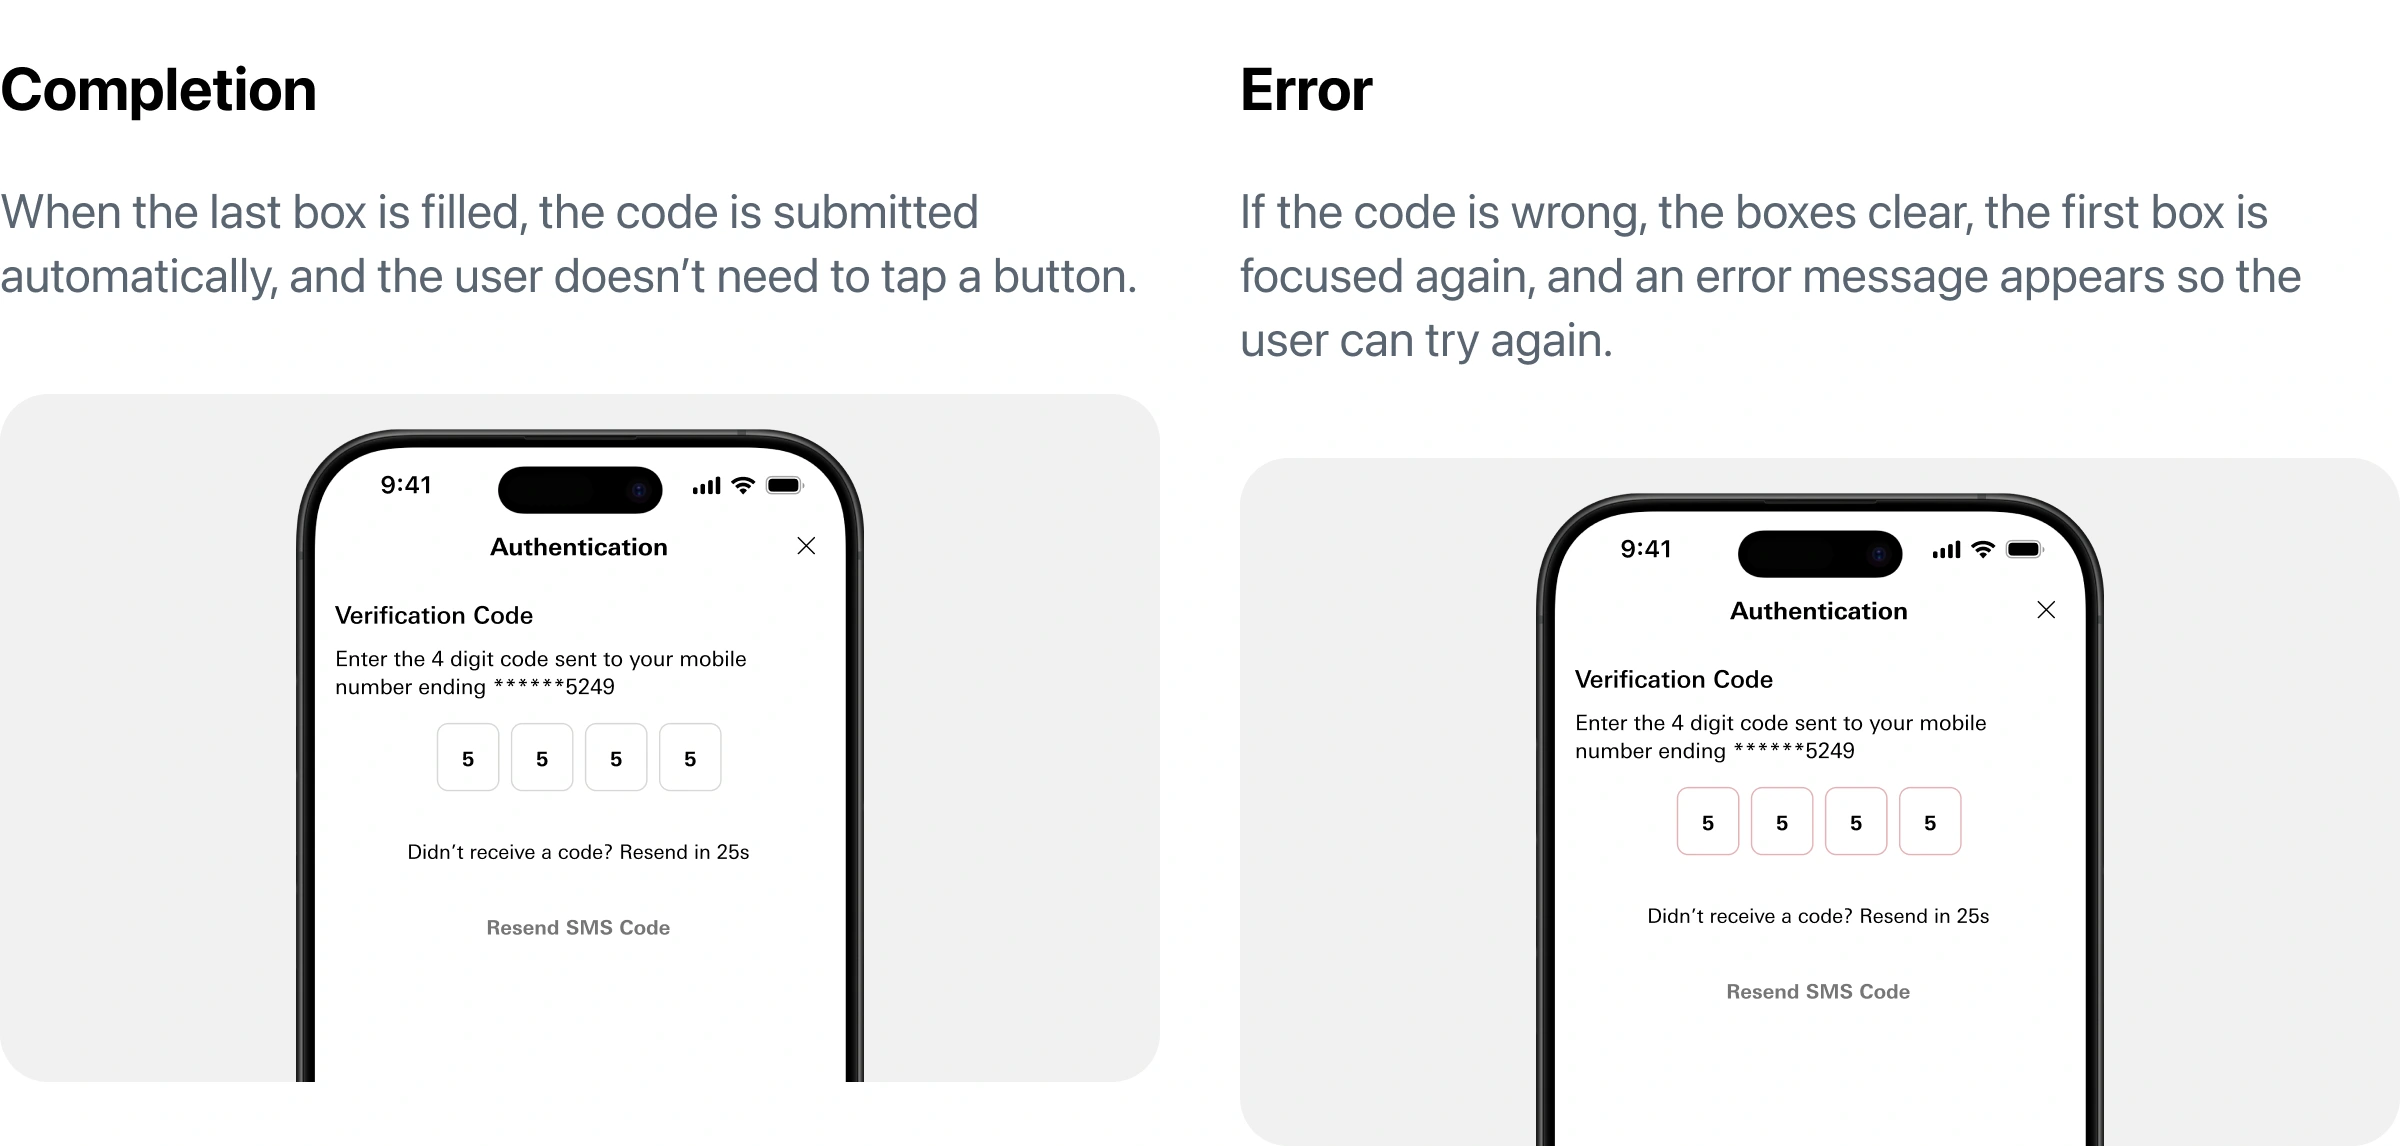 Completion
When the last box is filled, the code is submitted
automatically, and the user doesn’t need to tap a button.
9:41
Authentication
Verification Code
Enter the 4 digit code sent to your mobile
number ending ******5249
5 5 5 5
Didn’t receive a code? Resend in 25s
Resend SMS Code
Error
If the code is wrong, the boxes clear, the first box is
focused again, and an error message appears so the
user can try again.
9:41
Authentication
Verification Code
Enter the 4 digit code sent to your mobile
number ending ******5249
5 5 5 5
Didn’t receive a code? Resend in 25s
Resend SMS Code